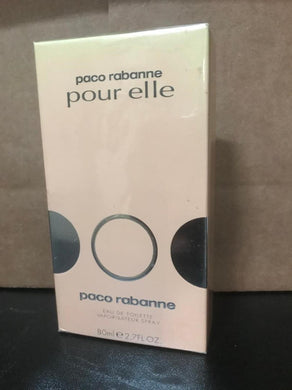 paco rabanne
pour elle
paco rabanne
EAU DE TOILETTE
VAPORISATEUR SPRAY
80ml e 2.7FL.OZ.